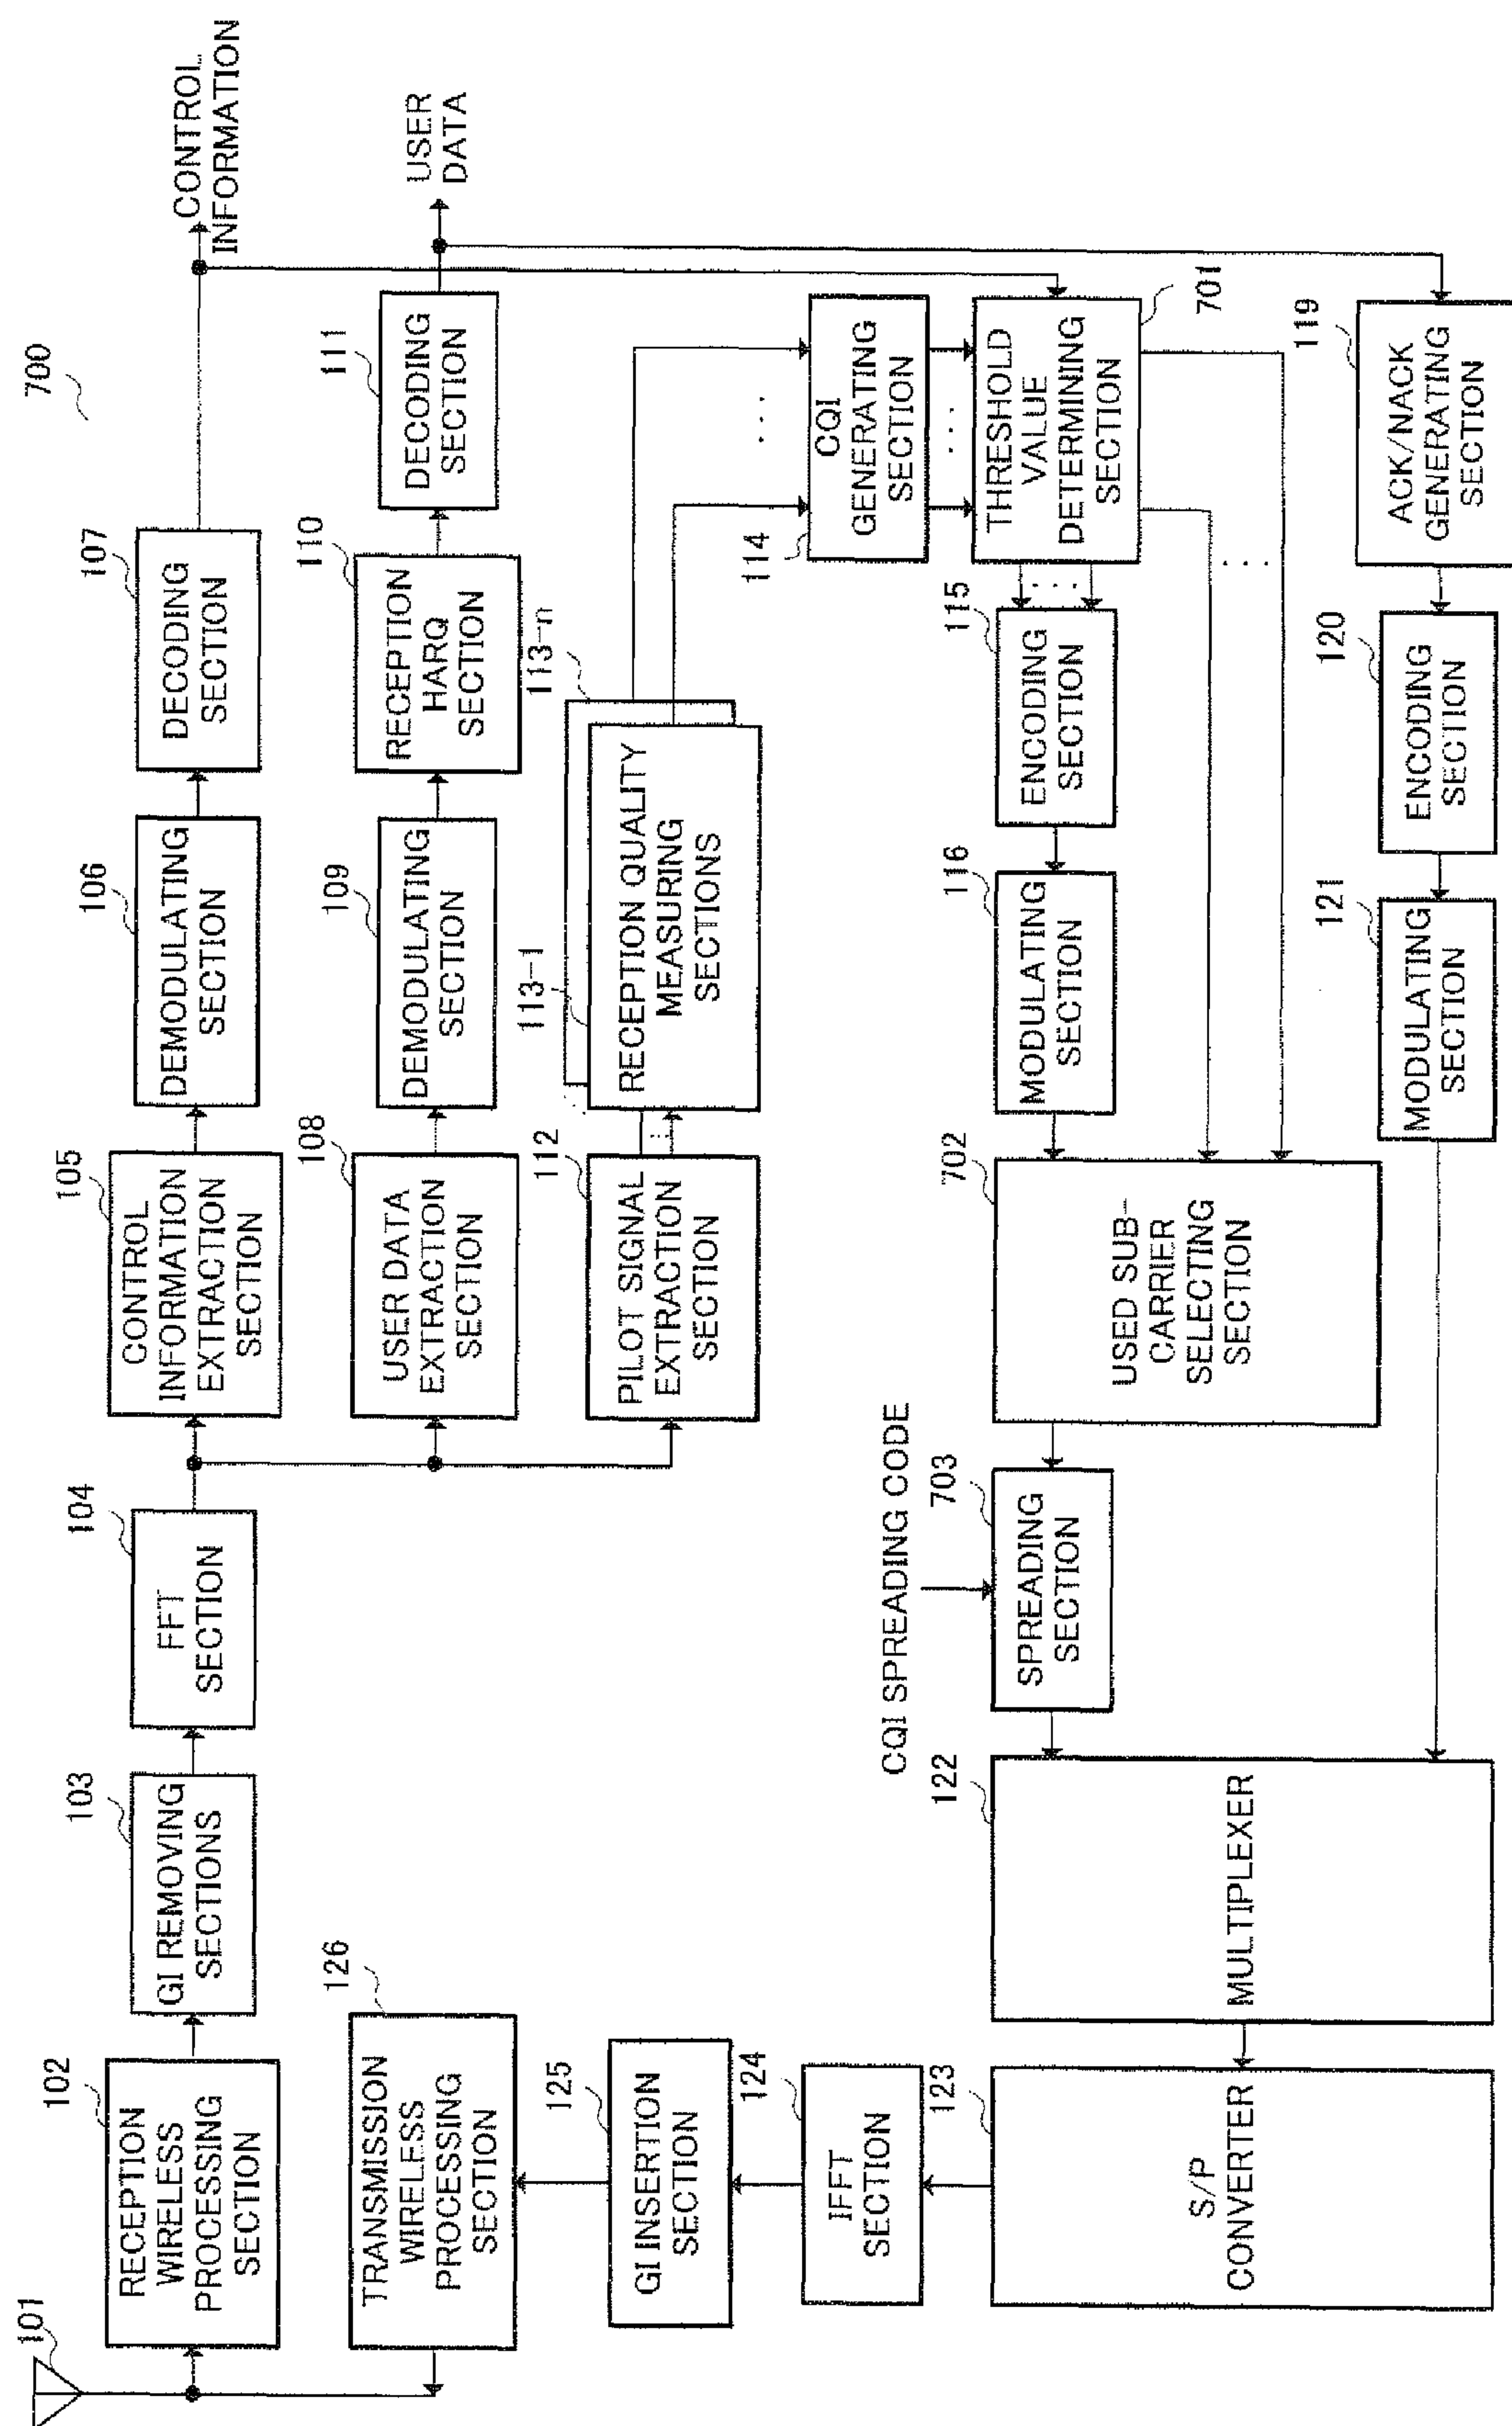 700
101
102
RECEPTION
WIRELESS
PROCESSING
SECTION
103
GI REMOVING
SECTIONS
104
FFT
SECTION
105
CONTROL
INFORMATION
EXTRACTION
SECTION
106
DEMODULATING
SECTION
107
DECODING
SECTION
CONTROL
INFORMATION
108
USER DATA
EXTRACTION
SECTION
109
DEMODULATING
SECTION
110
RECEPTION
HARQ
SECTION
111
DECODING
SECTION
USER
DATA
112
PILOT SIGNAL
EXTRACTION
SECTION
113-1
113-n
RECEPTION QUALITY
MEASURING
SECTIONS
114
CQI
GENERATING
SECTION
701
THRESHOLD
VALUE
DETERMINING
SECTION
115
ENCODING
SECTION
116
MODULATING
SECTION
702
USED SUB-
CARRIER
SELECTING
SECTION
CQI SPREADING CODE
703
SPREADING
SECTION
119
ACK/NACK
GENERATING
SECTION
120
ENCODING
SECTION
121
MODULATING
SECTION
122
MULTIPLEXER
123
S/P
CONVERTER
124
IFFT
SECTION
125
GI INSERTION
SECTION
126
TRANSMISSION
WIRELESS
PROCESSING
SECTION